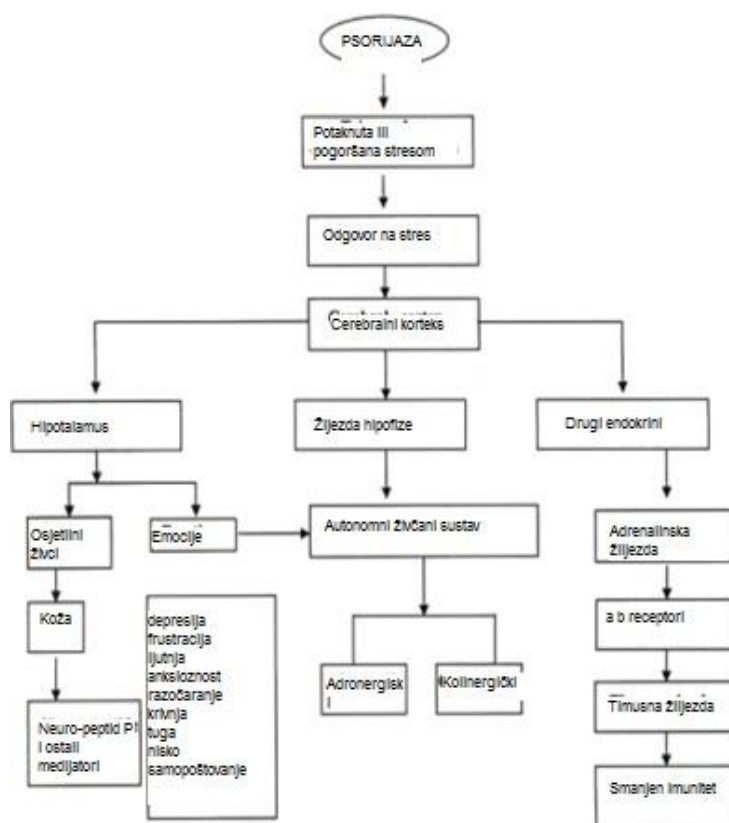 PSORIJAZA
Potaknuta ili
pogoršana stresom
Odgovor na stres
Cerebralni korteks
Hipotalamus
Žlijezda hipofize
Drugi endokrini
Osjetilni
živci
Emocije
Autonomni živčani sustav
Adrenalinska
žlijezda
Koža
depresija
frustracija
ljutnja
anksioznost
razočaranje
krivnja
tuga
nisko
samopoštovanje
a b receptori
Adronergisk
i
Kolinergički
Neuro-peptid P
i ostali
medijatori
Timusna žlijezda
Smanjen imunitet